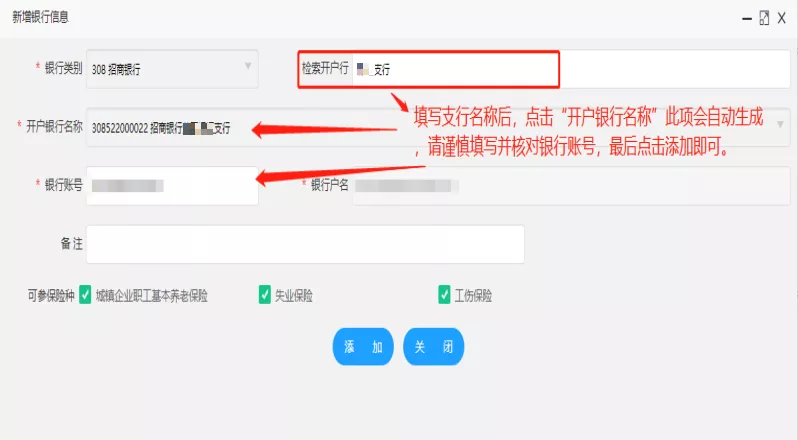 新增银行信息
* 银行类别 308 招商银行 检索开户行 支行
填写支行名称后，点击“开户银行名称”此项会自动生成
，请谨慎填写并核对银行账号，最后点击添加即可。
* 开户银行名称 308522000022 招商银行 支行
* 银行账号 * 银行户名
备注
可参保险种 城镇企业职工基本养老保险 失业保险 工伤保险
添 加 关 闭